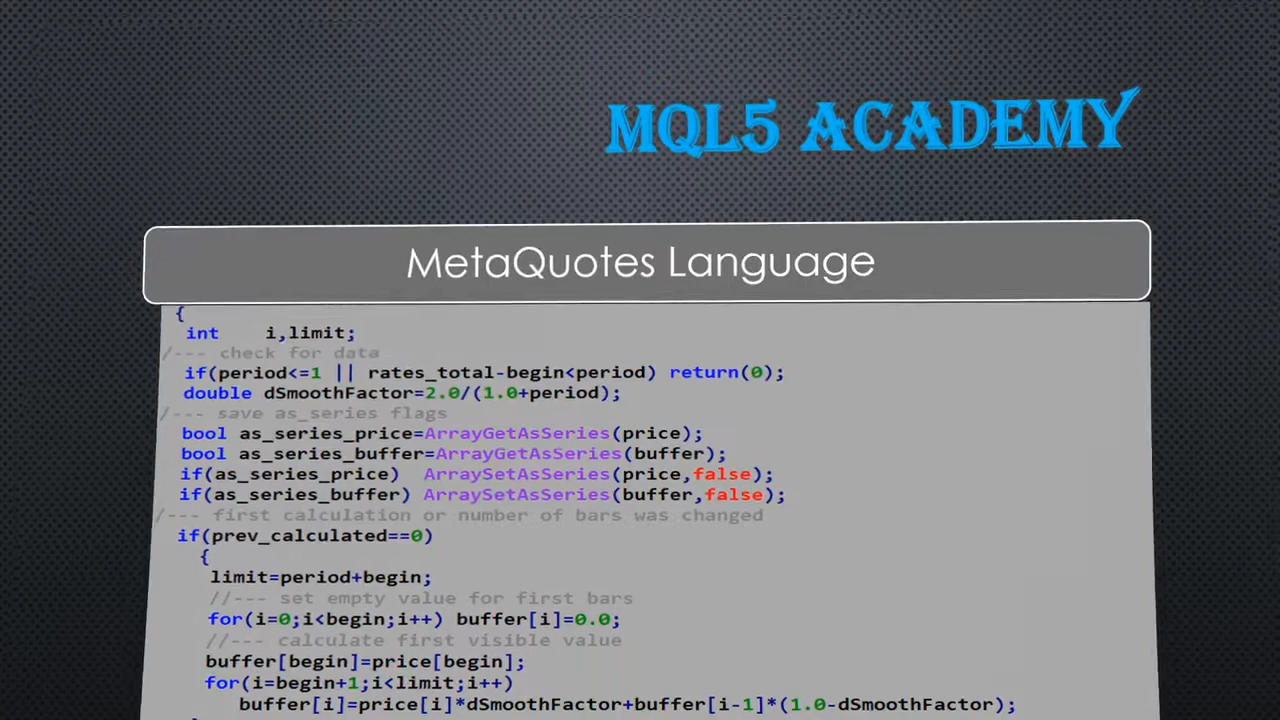 MQL5 ACADEMY
MetaQuotes Language
{
int    i,limit;
/--- check for data
if(period<=1 || rates_total-begin<period) return(0);
double dSmoothFactor=2.0/(1.0+period);
/--- save as_series flags
bool as_series_price=ArrayGetAsSeries(price);
bool as_series_buffer=ArrayGetAsSeries(buffer);
if(as_series_price)  ArraySetAsSeries(price,false);
if(as_series_buffer) ArraySetAsSeries(buffer,false);
/--- first calculation or number of bars was changed
if(prev_calculated==0)
{
limit=period+begin;
//--- set empty value for first bars
for(i=0;i<begin;i++) buffer[i]=0.0;
//--- calculate first visible value
buffer[begin]=price[begin];
for(i=begin+1;i<limit;i++)
buffer[i]=price[i]*dSmoothFactor+buffer[i-1]*(1.0-dSmoothFactor);